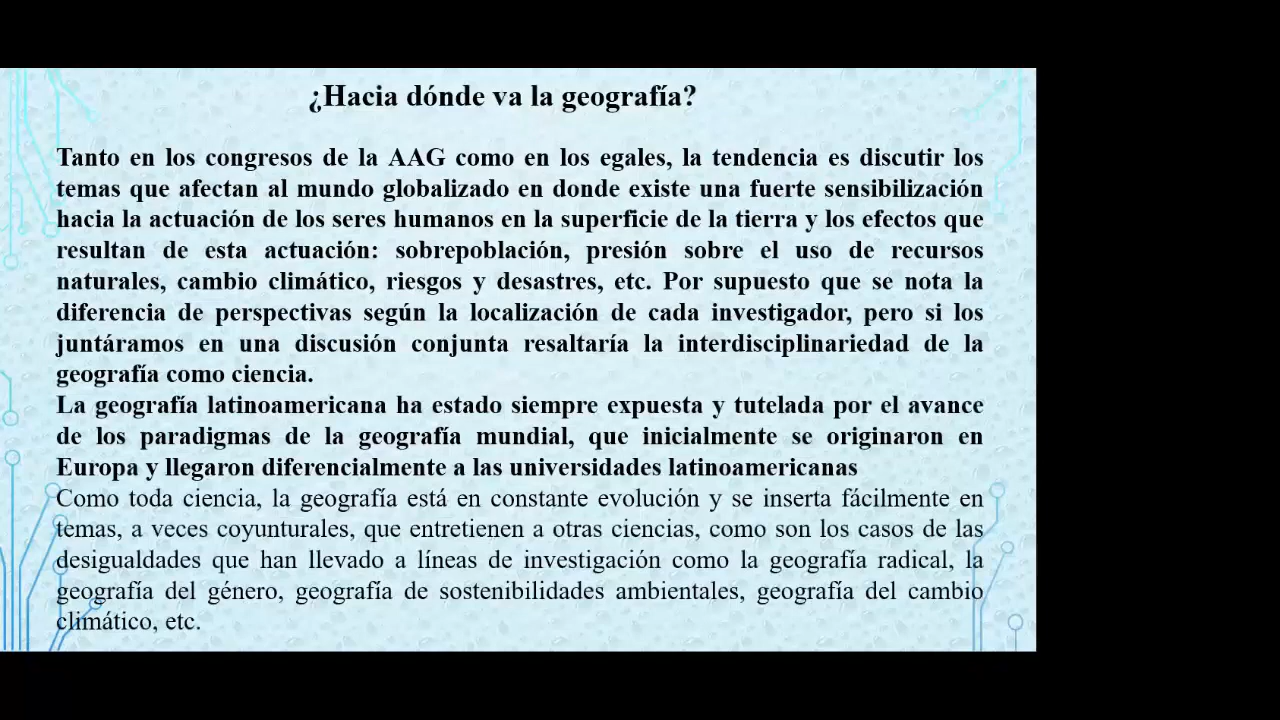 ¿Hacia dónde va la geografía?
Tanto en los congresos de la AAG como en los egales, la tendencia es discutir los
temas que afectan al mundo globalizado en donde existe una fuerte sensibilización
hacia la actuación de los seres humanos en la superficie de la tierra y los efectos que
resultan de esta actuación: sobrepoblación, presión sobre el uso de recursos
naturales, cambio climático, riesgos y desastres, etc. Por supuesto que se nota la
diferencia de perspectivas según la localización de cada investigador, pero si los
juntáramos en una discusión conjunta resaltaría la interdisciplinariedad de la
geografía como ciencia.
La geografía latinoamericana ha estado siempre expuesta y tutelada por el avance
de los paradigmas de la geografía mundial, que inicialmente se originaron en
Europa y llegaron diferencialmente a las universidades latinoamericanas
Como toda ciencia, la geografía está en constante evolución y se inserta fácilmente en
temas, a veces coyunturales, que entretienen a otras ciencias, como son los casos de las
desigualdades que han llevado a líneas de investigación como la geografía radical, la
geografía del género, geografía de sostenibilidades ambientales, geografía del cambio
climático, etc.